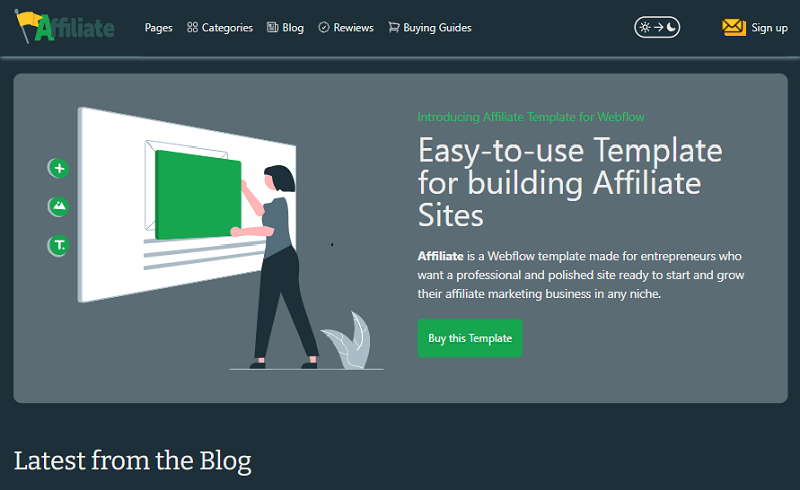 Affiliate
Pages Categories Blog Rewiews Buying Guides Sign up
Introducing Affiliate Template for Webflow
Easy-to-use Template
for building Affiliate
Sites
Affiliate is a Webflow template made for entrepreneurs who
want a professional and polished site ready to start and grow
their affiliate marketing business in any niche.
Buy this Template
T.
Latest from the Blog